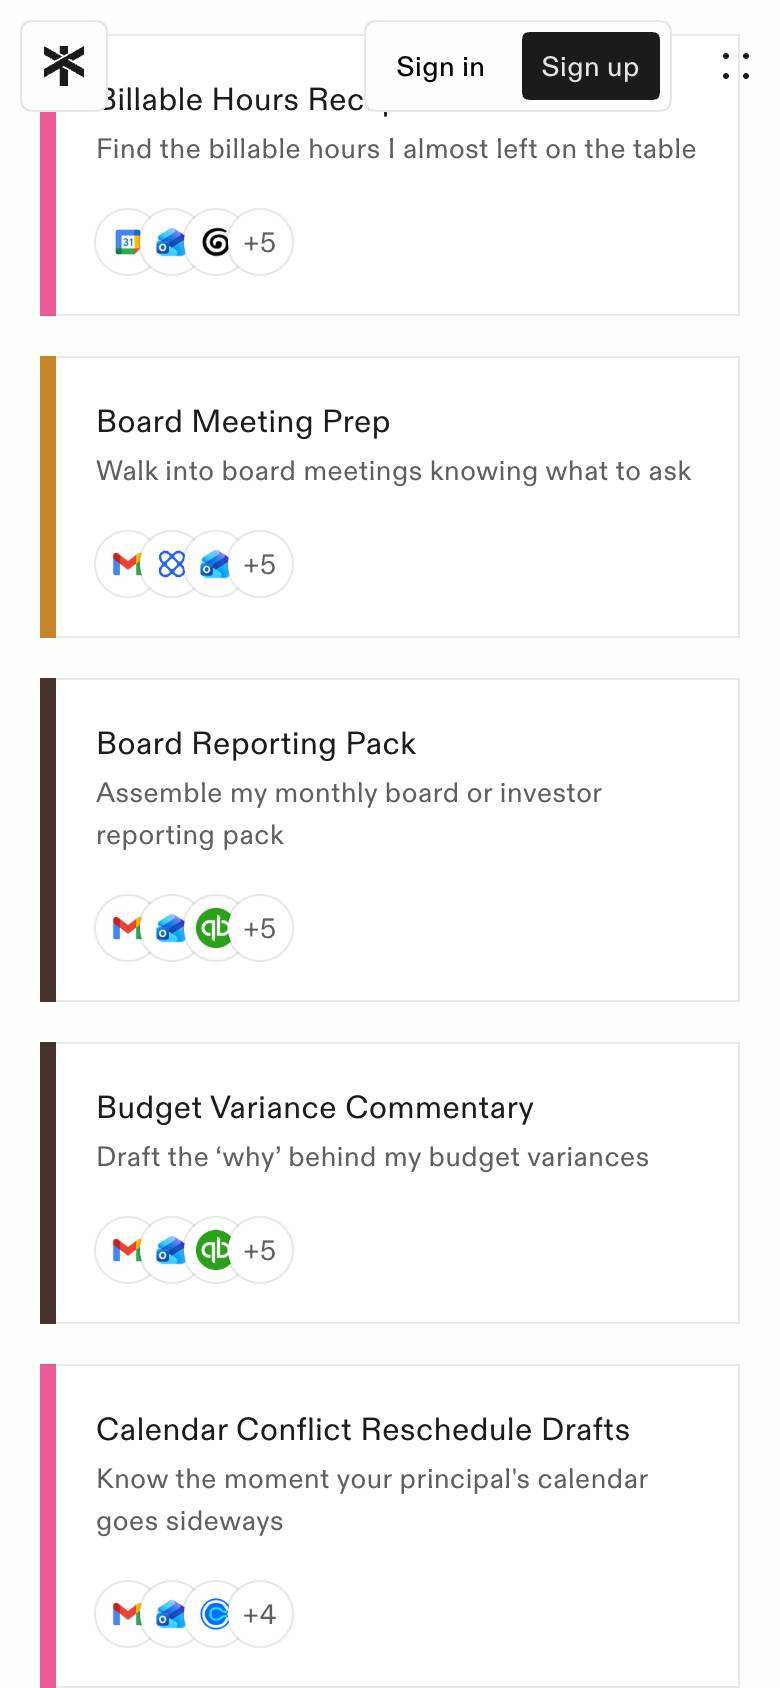 Sign in
Sign up
Billable Hours
Find the billable hours I almost left on the table
31
+5
Board Meeting Prep
Walk into board meetings knowing what to ask
+5
Board Reporting Pack
Assemble my monthly board or investor
reporting pack
qb
+5
Budget Variance Commentary
Draft the ‘why’ behind my budget variances
qb
+5
Calendar Conflict Reschedule Drafts
Know the moment your principal's calendar
goes sideways
+4